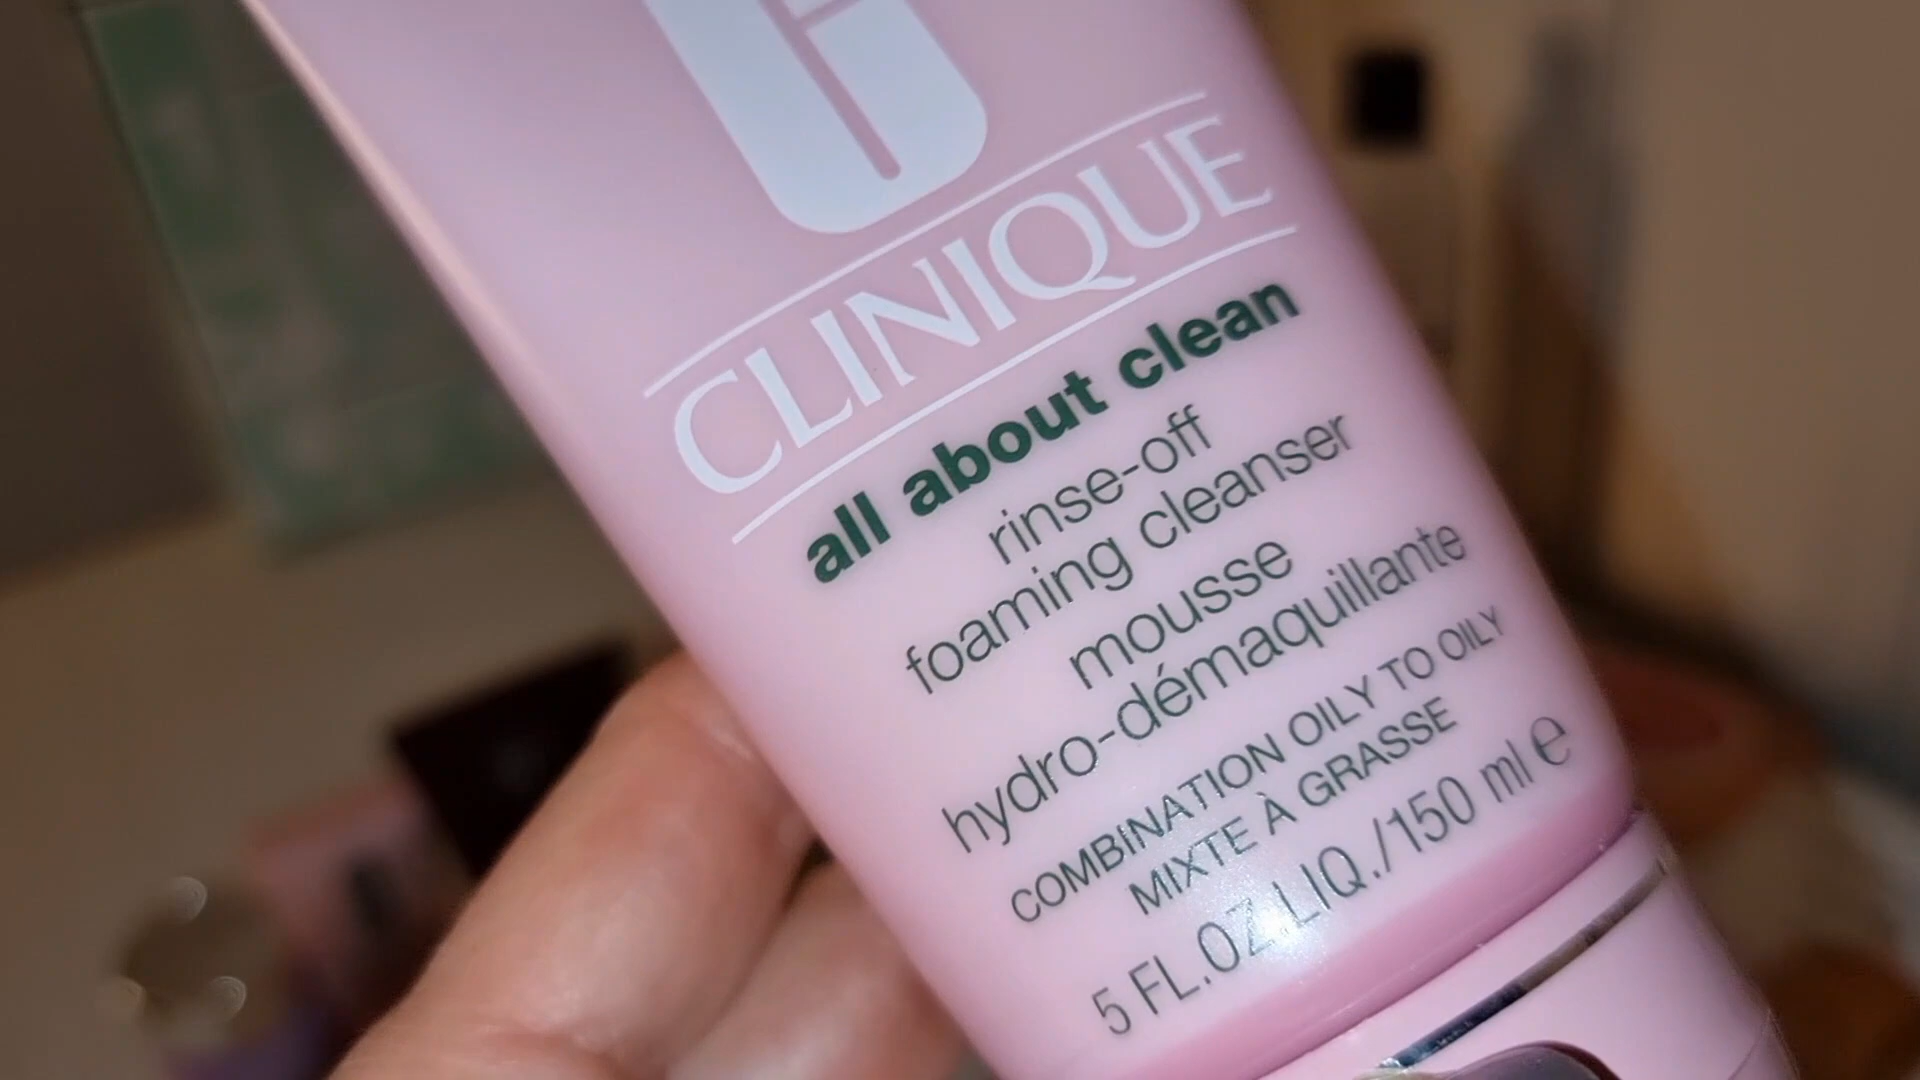 CLINIQUE
all about clean
rinse-off
foaming cleanser
mousse
hydro-démaquillante
COMBINATION OILY TO OILY
MIXTE À GRASSE
5 FL.OZ.LIQ./150 ml ℮